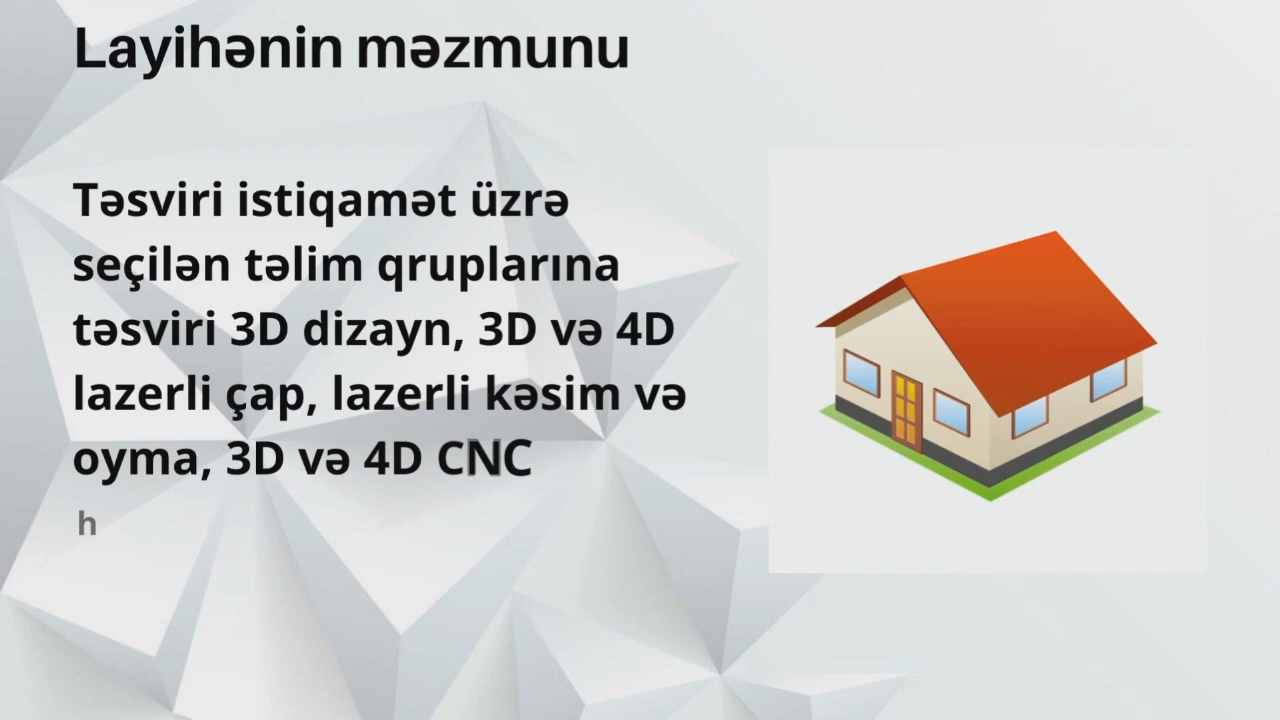 Layihənin məzmunu
Təsviri istiqamət üzrə
seçilən təlim qruplarına
təsviri 3D dizayn, 3D və 4D
lazerli çap, lazerli kəsim və
oyma, 3D və 4D CNC
h